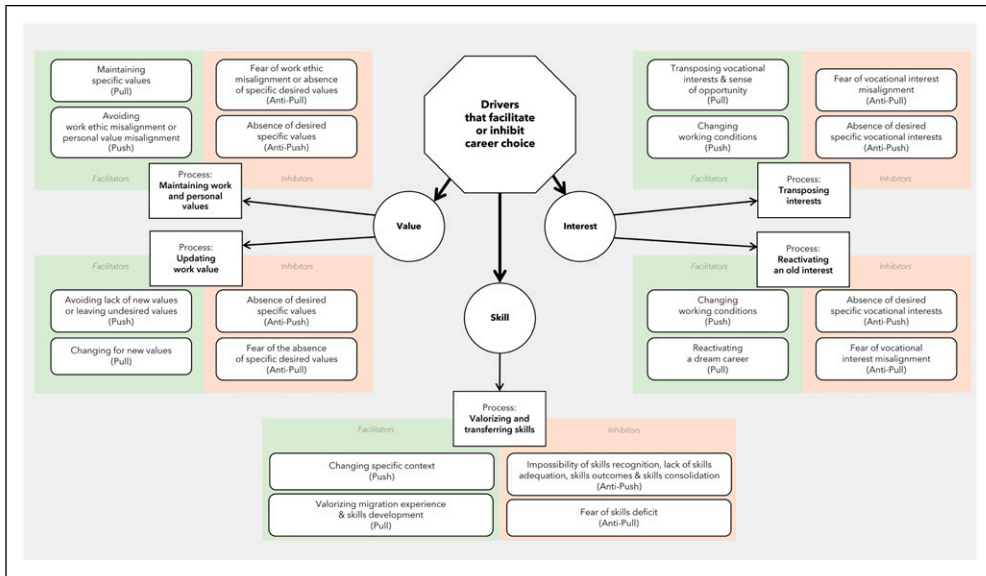 Maintaining
specific values
(Pull)
Avoiding
work ethic misalignment or
personal value misalignment
(Push)
Facilitators
Fear of work ethic
misalignment or absence
of specific desired values
(Anti-Pull)
Absence of desired
specific values
(Anti-Push)
Inhibitors
Process:
Maintaining work
and personal
values
Drivers
that facilitate
or inhibit
career choice
Transposing vocational
interests & sense
of opportunity
(Pull)
Changing
working conditions
(Push)
Facilitators
Fear of vocational interest
misalignment
(Anti-Pull)
Absence of desired
specific vocational interests
(Anti-Push)
Inhibitors
Process:
Transposing
interests
Value
Interest
Skill
Process:
Updating
work value
Facilitators
Inhibitors
Avoiding lack of new values
or leaving undesired values
(Push)
Changing for new values
(Pull)
Absence of desired
specific values
(Anti-Push)
Fear of the absence
of specific desired values
(Anti-Pull)
Process:
Reactivating
an old interest
Facilitators
Inhibitors
Changing
working conditions
(Push)
Reactivating
a dream career
(Pull)
Absence of desired
specific vocational interests
(Anti-Push)
Fear of vocational
interest misalignment
(Anti-Pull)
Process:
Valorizing and
transferring skills
Facilitators
Inhibitors
Changing specific context
(Push)
Valorizing migration experience
& skills development
(Pull)
Impossibility of skills recognition, lack of skills
adequation, skills outcomes & skills consolidation
(Anti-Push)
Fear of skills deficit
(Anti-Pull)